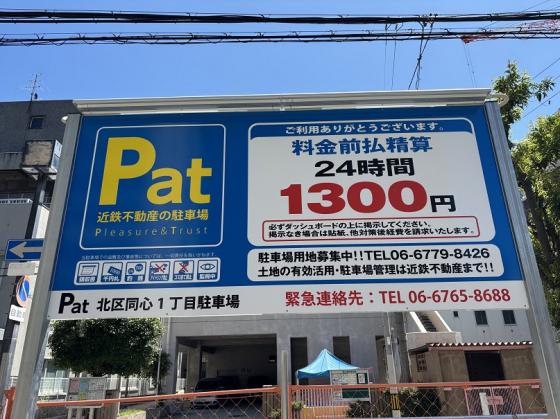 Pat
近鉄不動産の駐車場
Pleasure&Trust
ご利用ありがとうございます。
料金前払精算
24時間
1300円
必ずダッシュボードの上に掲示してください。
掲示なき場合は貼紙、他対策後経費を請求いたします。
駐車場用地募集中!!TEL06-6779-8426
土地の有効活用・駐車場管理は近鉄不動産まで!!
Pat 北区同心1丁目駐車場
緊急連絡先：TEL 06-6765-8688